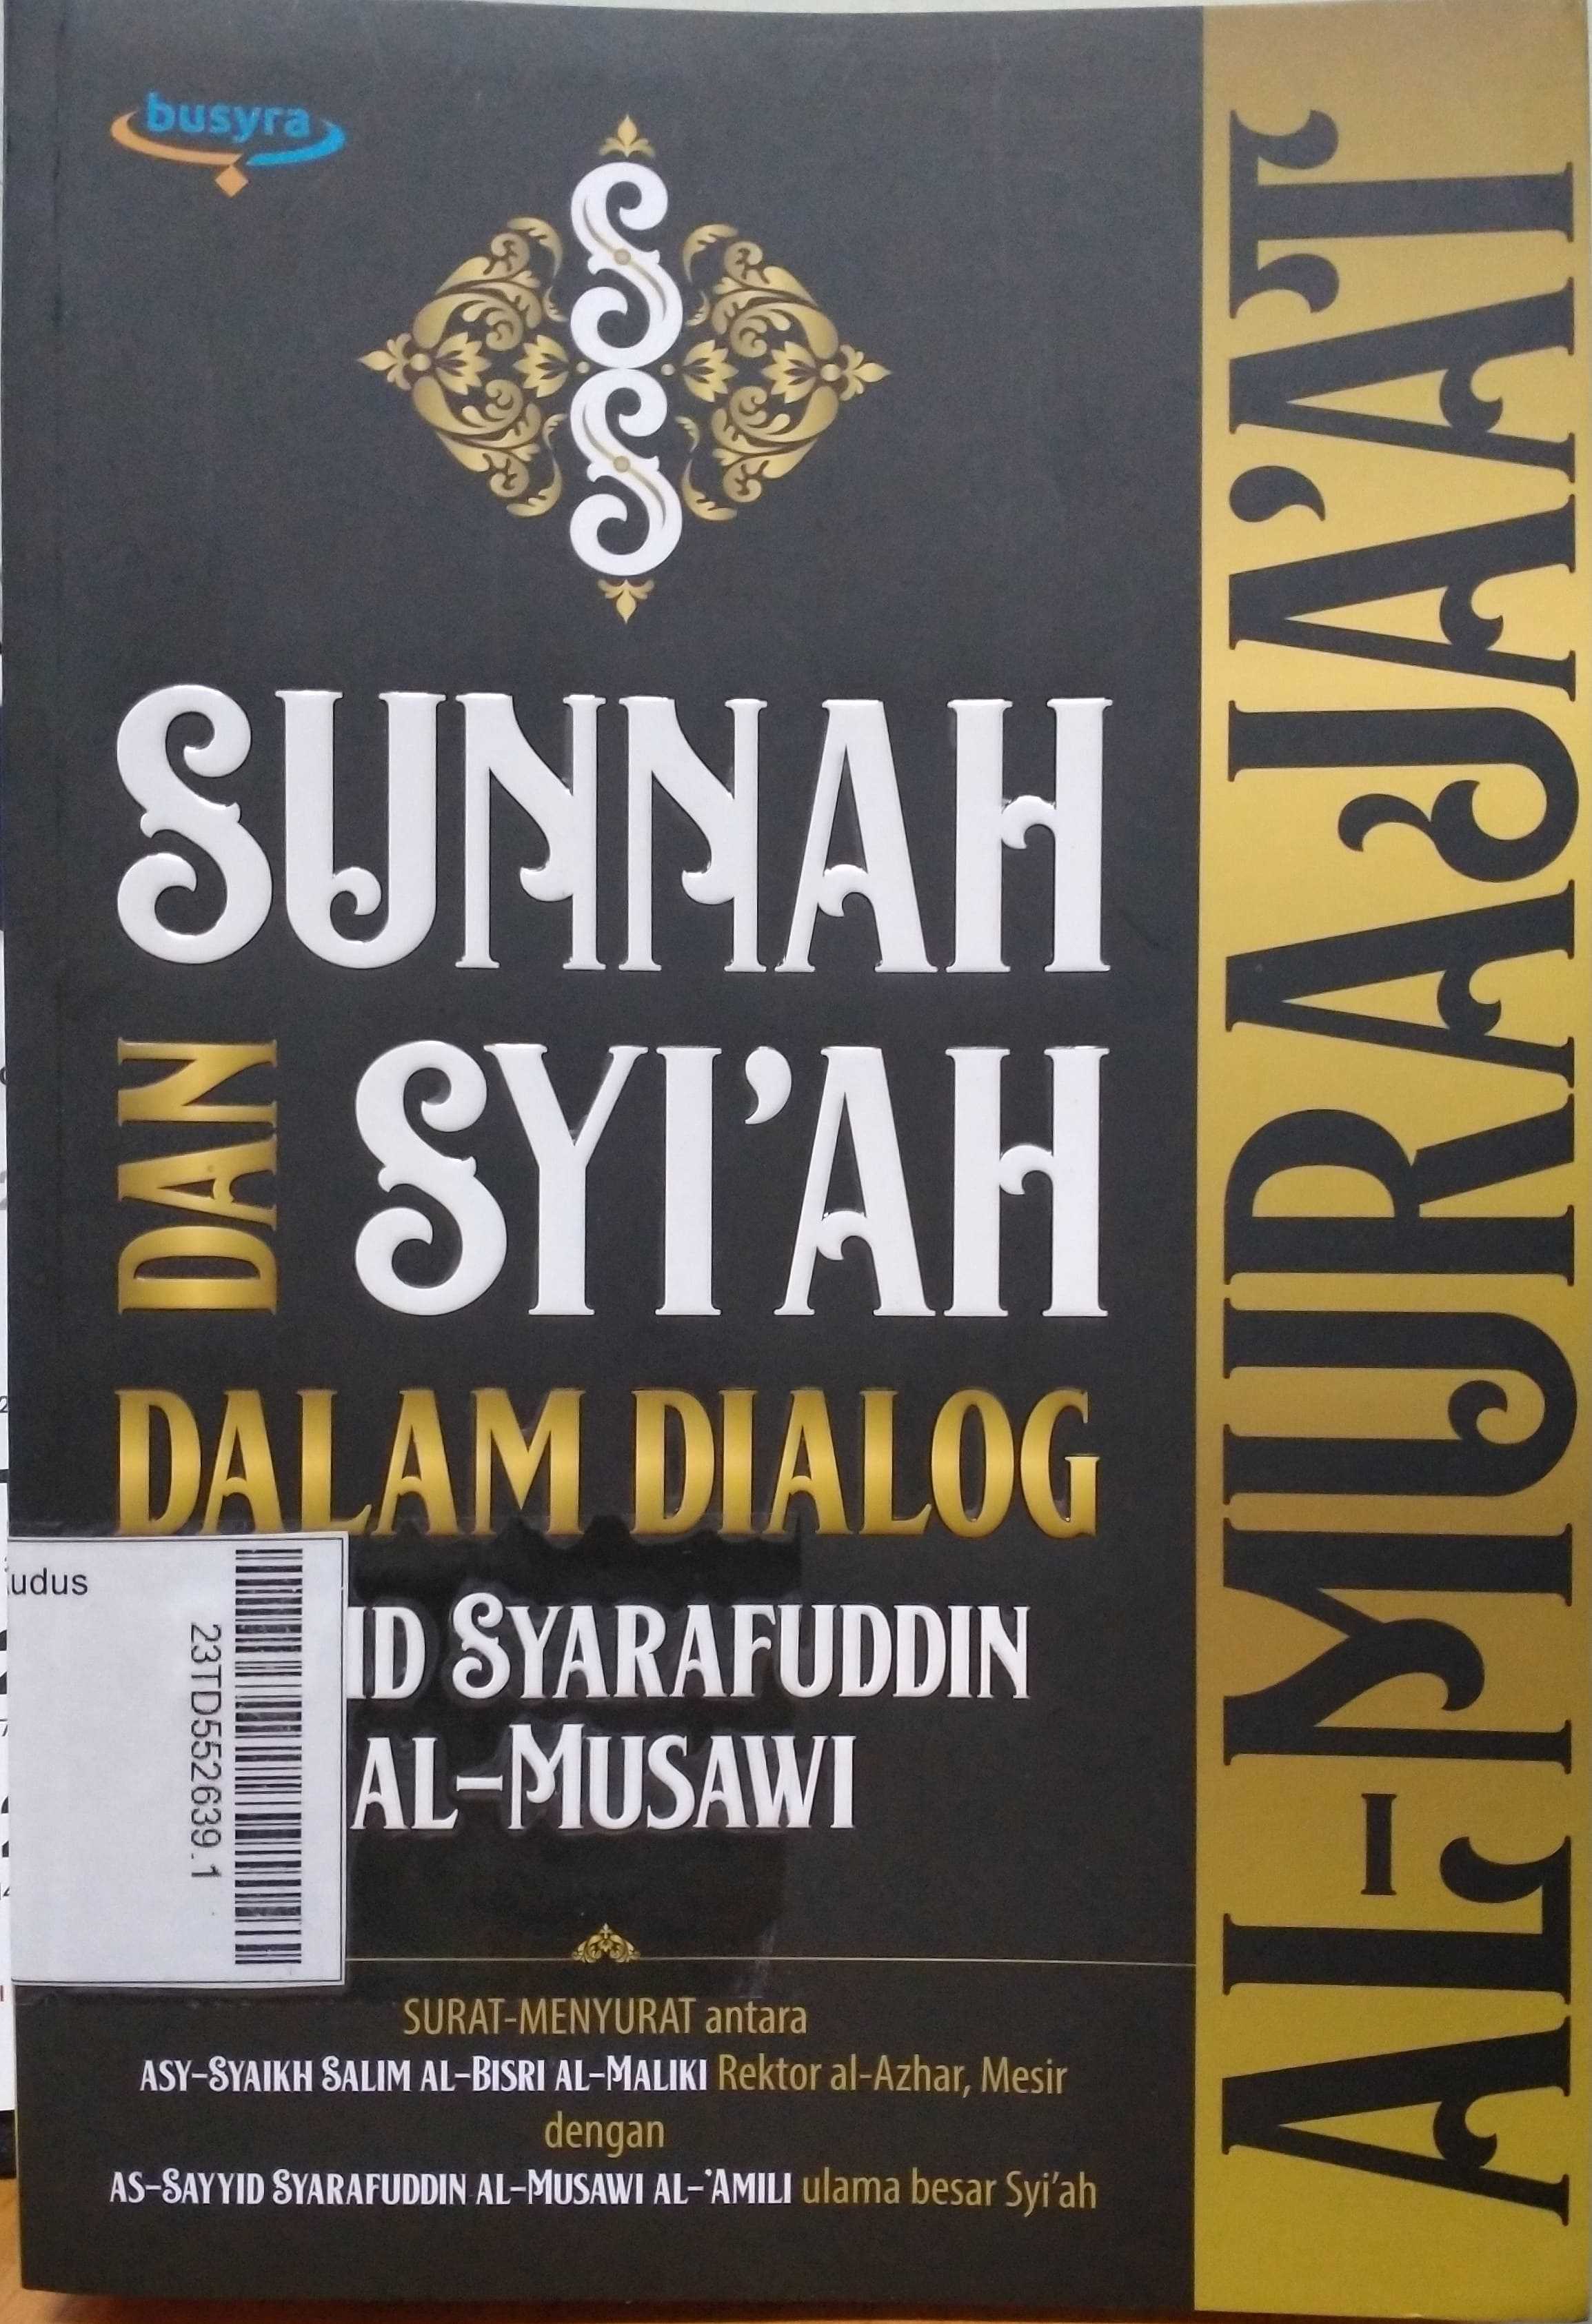 busyra
SS
SUNNAH
DAN
SYI'AH
DALAM DIALOG
SYARAFUDDIN
AL-MUSAWI
SURAT-MENYURAT antara
ASY-SYAIKH SALIM AL-BISRI AL-MALIKI Rektor al-Azhar, Mesir
dengan
AS-SAYYID SYARAFUDDIN AL-MUSAWI AL-'AMILI ulama besar Syi'ah
AL-MURAJA'AT
udus
23TD552639.1